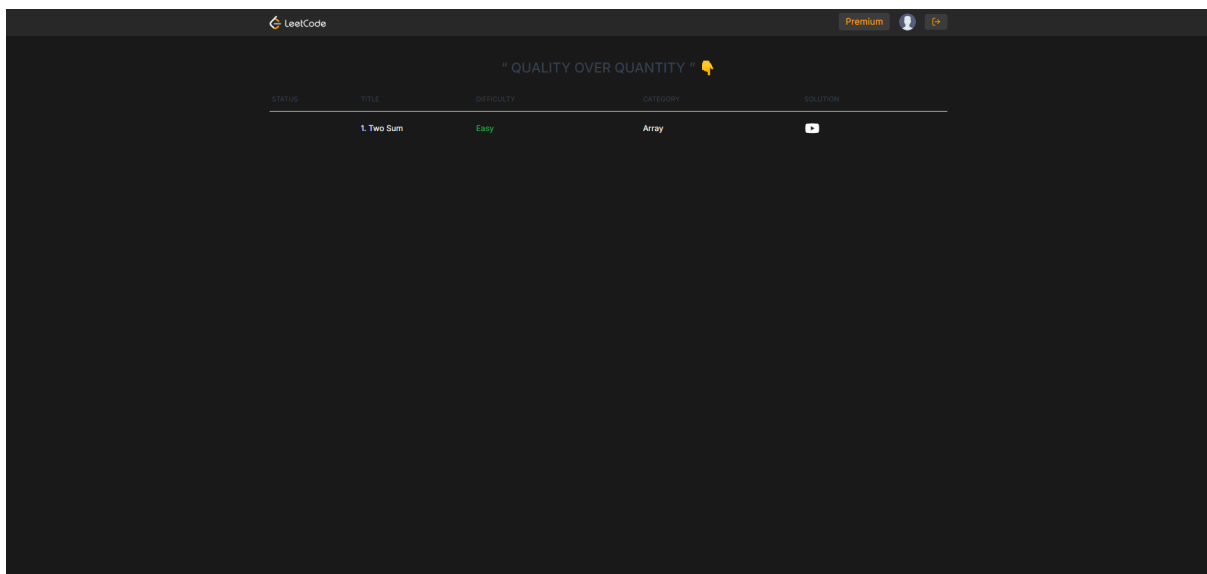 LeetCode Premium
“ QUALITY OVER QUANTITY ” 👇
STATUS TITLE DIFFICULTY CATEGORY SOLUTION
1. Two Sum Easy Array